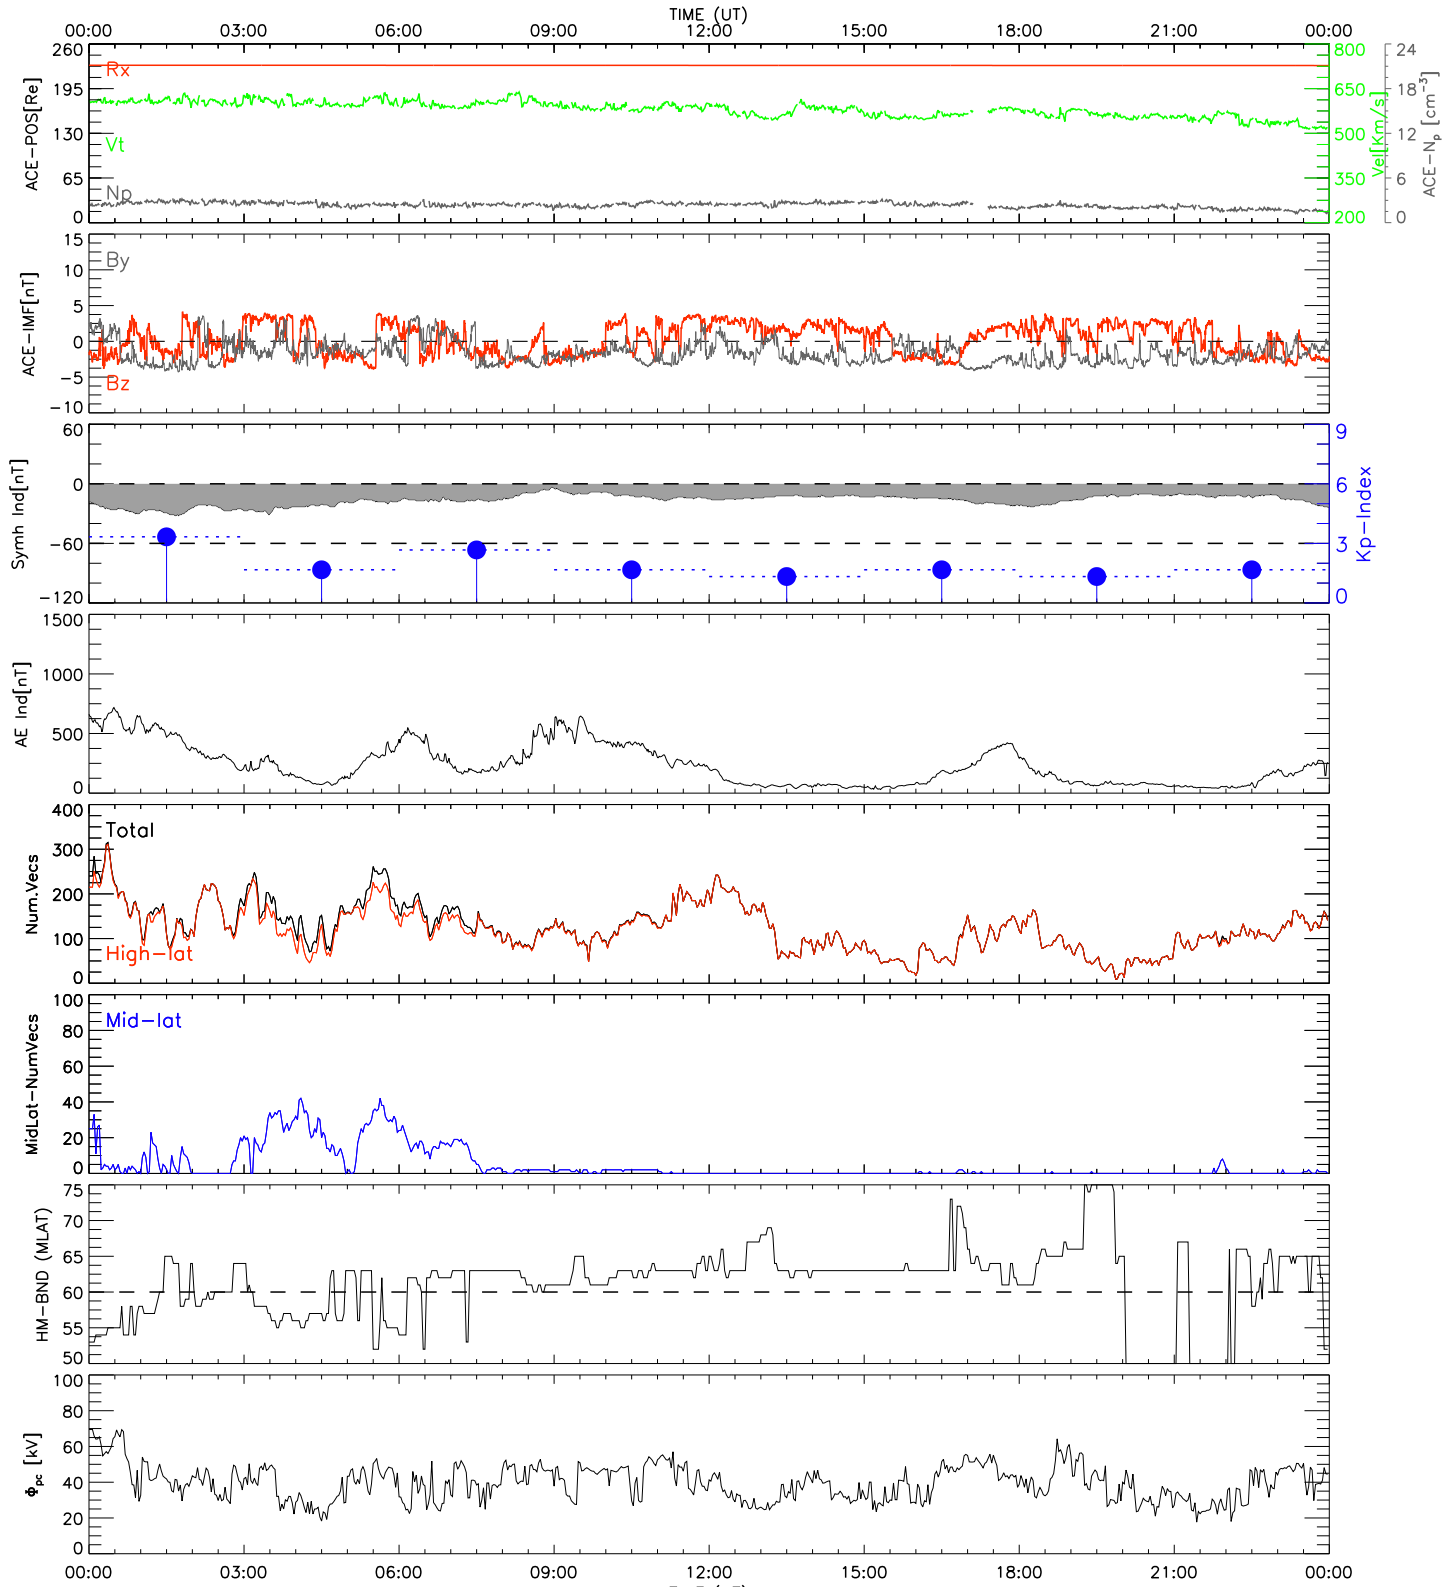 TIME (UT)
00:00 03:00 06:00 09:00 12:00 15:00 18:00 21:00 00:00
ACE-POS[Re]
260
195
130
65
0
Rx
Vt
Np
800
650
500
350
200
Vel[Km/s]
24
18
12
6
0
ACE-Np [cm-3]
ACE-IMF[nT]
15
10
5
0
-5
-10
By
Bz
Symh Ind[nT]
60
0
-60
-120
9
6
3
0
Kp-Index
AE Ind[nT]
1500
1000
500
0
Num.Vecs
400
300
200
100
0
Total
High-lat
MidLat-NumVecs
100
80
60
40
20
0
Mid-lat
HM-BND (MLAT)
75
70
65
60
55
50
Φpc [kV]
100
80
60
40
20
0
00:00 03:00 06:00 09:00 12:00 15:00 18:00 21:00 00:00